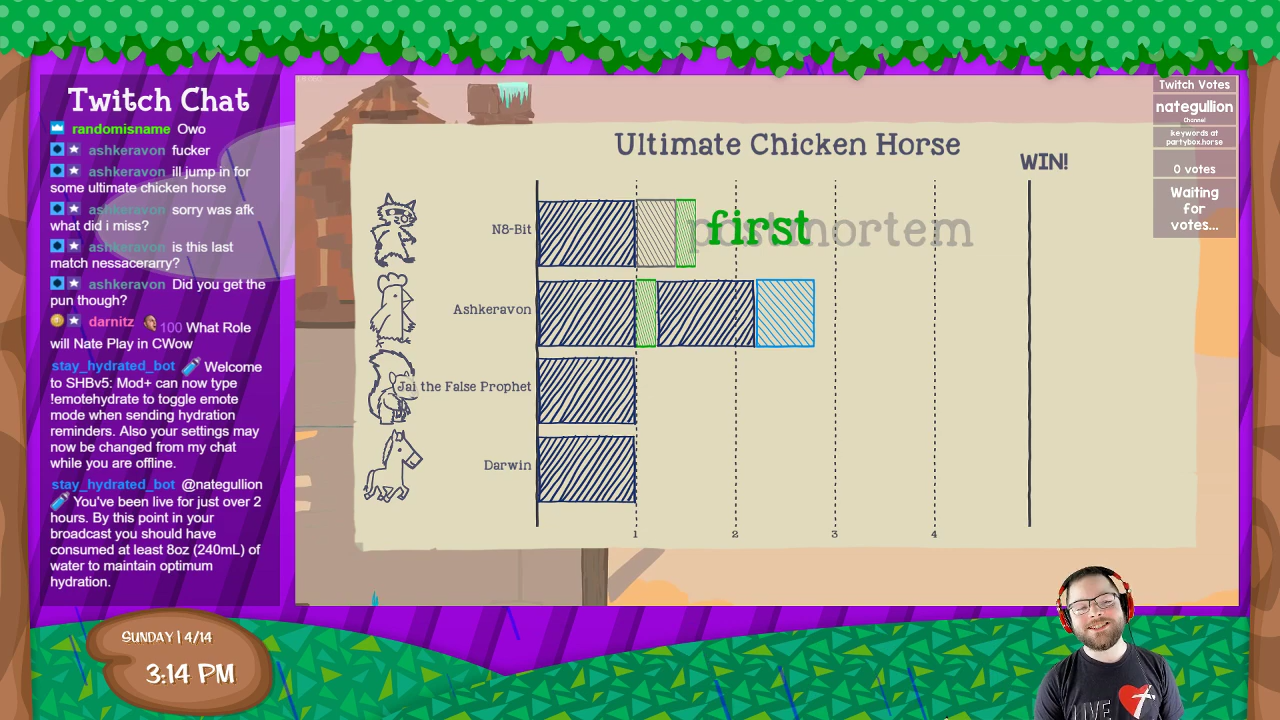 Twitch Chat
randomisname Owo
ashkeravon fucker
ashkeravon ill jump in for
some ultimate chicken horse
ashkeravon sorry was afk
what did i miss?
ashkeravon is this last
match nessacerarry?
ashkeravon Did you get the
pun though?
darnitz 100 What Role
will Nate Play in CWow
stay_hydrated_bot Welcome
to SHBv5: Mod+ can now type
!emotehydrate to toggle emote
mode when sending hydration
reminders. Also your settings may
now be changed from my chat
while you are offline.
stay_hydrated_bot @nategullion
You've been live for just over 2
hours. By this point in your
broadcast you should have
consumed at least 8oz (240mL) of
water to maintain optimum
hydration.
SUNDAY | 4/14
3:14 PM
Ultimate Chicken Horse
WIN!
N8-Bit
first
postmortem
Ashkeravon
Jai the False Prophet
Darwin
1 2 3 4
Twitch Votes
nategullion
Channel
keywords at
partybox.horse
0 votes
Waiting
for
votes...
LIVE